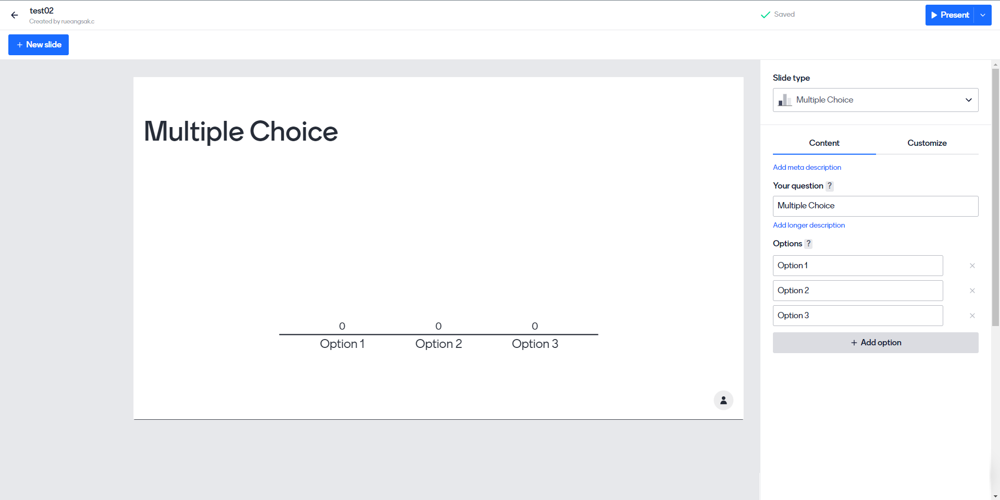 test02
Created by rueangsak.c
Saved
Present
+ New slide
Multiple Choice
0 0 0
Option 1 Option 2 Option 3
Slide type
Multiple Choice
Content Customize
Add meta description
Your question ?
Multiple Choice
Add longer description
Options ?
Option 1
Option 2
Option 3
+ Add option